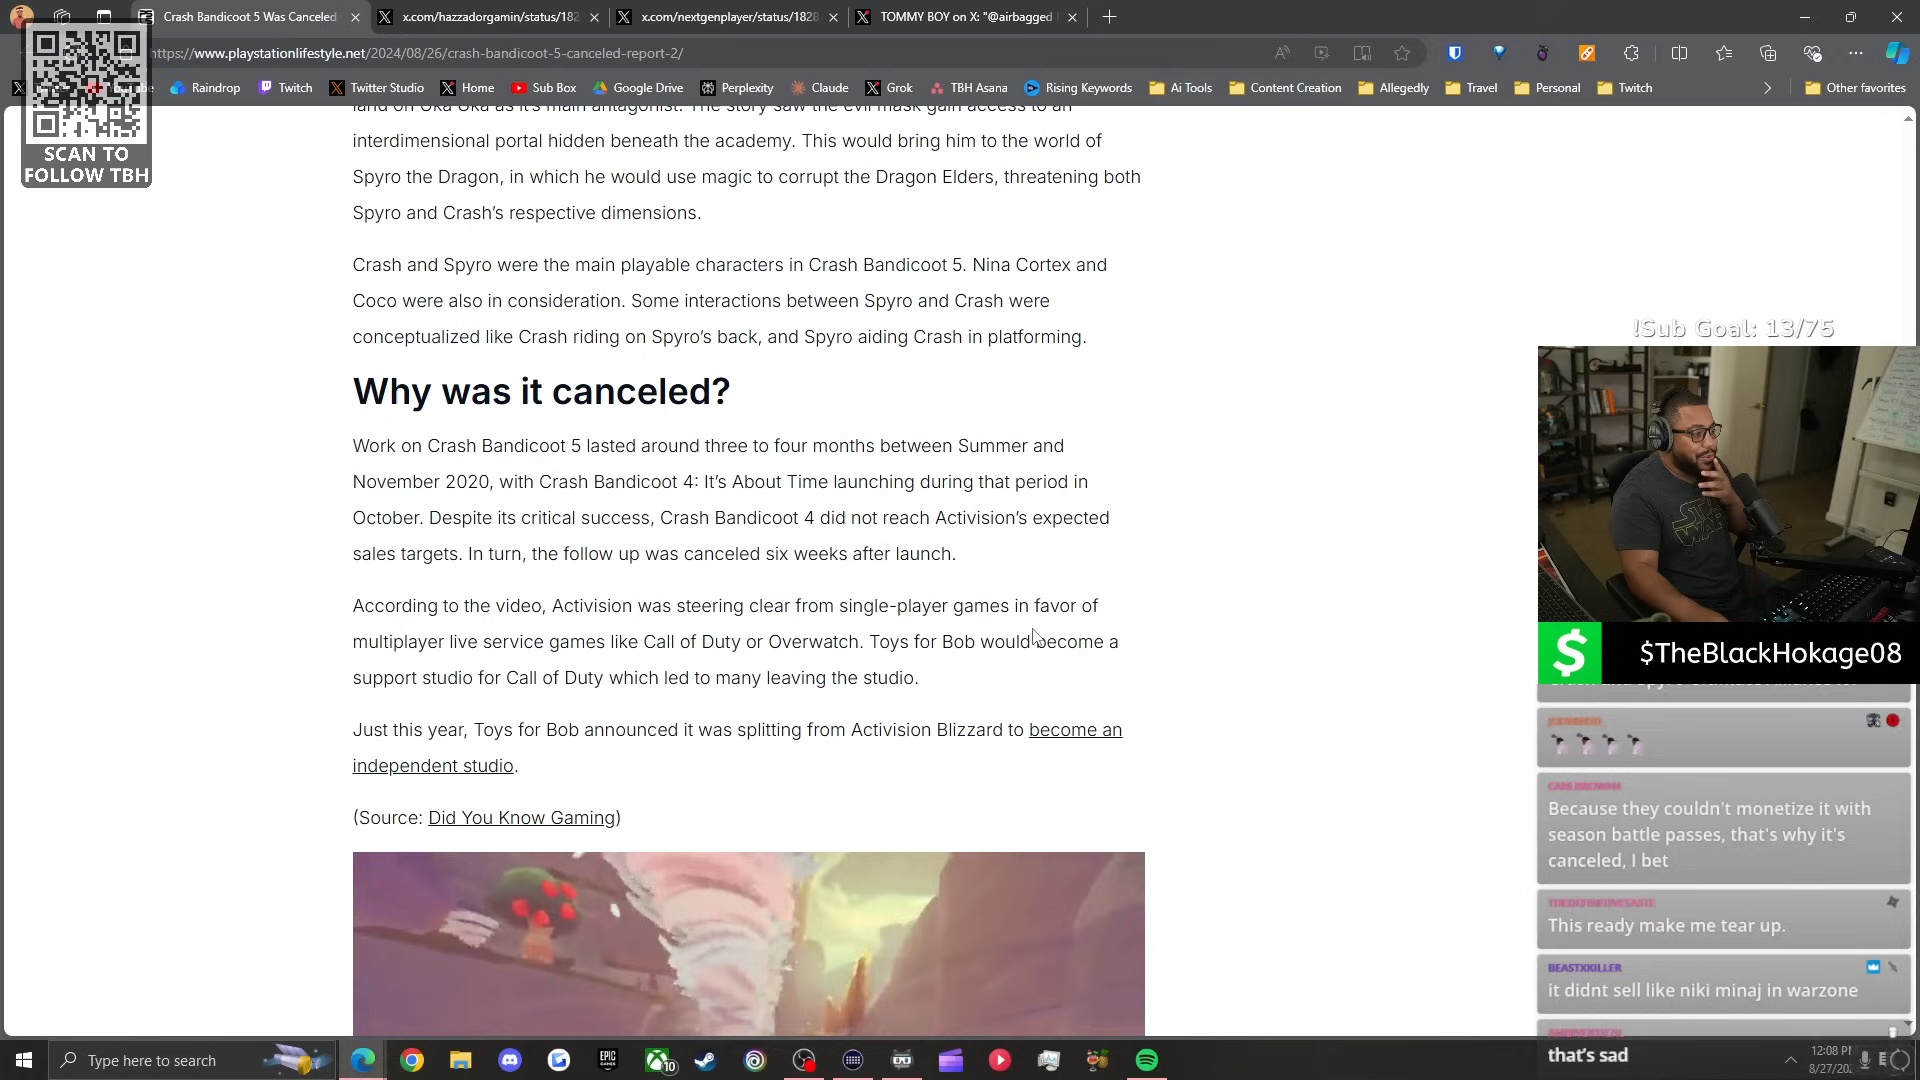 Crash Bandicoot 5 Was Canceled
x.com/hazzadorgamin/status/182
x.com/nextgenplayer/status/1828
TOMMY BOY on X: "@airbagged
https://www.playstationlifestyle.net/2024/08/26/crash-bandicoot-5-canceled-report-2/
Raindrop
Twitch
Twitter Studio
Home
Sub Box
Google Drive
Perplexity
Claude
Grok
TBH Asana
Rising Keywords
Ai Tools
Content Creation
Allegedly
Travel
Personal
Twitch
Other favorites
SCAN TO
FOLLOW TBH
land on Uka Uka as it's main antagonist. The story saw the evil mask gain access to an
interdimensional portal hidden beneath the academy. This would bring him to the world of
Spyro the Dragon, in which he would use magic to corrupt the Dragon Elders, threatening both
Spyro and Crash's respective dimensions.
Crash and Spyro were the main playable characters in Crash Bandicoot 5. Nina Cortex and
Coco were also in consideration. Some interactions between Spyro and Crash were
conceptualized like Crash riding on Spyro's back, and Spyro aiding Crash in platforming.
Why was it canceled?
Work on Crash Bandicoot 5 lasted around three to four months between Summer and
November 2020, with Crash Bandicoot 4: It's About Time launching during that period in
October. Despite its critical success, Crash Bandicoot 4 did not reach Activision's expected
sales targets. In turn, the follow up was canceled six weeks after launch.
According to the video, Activision was steering clear from single-player games in favor of
multiplayer live service games like Call of Duty or Overwatch. Toys for Bob would become a
support studio for Call of Duty which led to many leaving the studio.
Just this year, Toys for Bob announced it was splitting from Activision Blizzard to become an
independent studio.
(Source: Did You Know Gaming)
!Sub Goal: 13/75
STAR
WARS
$TheBlackHokage08
Because they couldn't monetize it with
season battle passes, that's why it's
canceled, I bet
This ready make me tear up.
BEASTXKILLER
it didnt sell like niki minaj in warzone
that's sad
Type here to search
EPIC
GAMES
10
12:08 PM
8/27/20